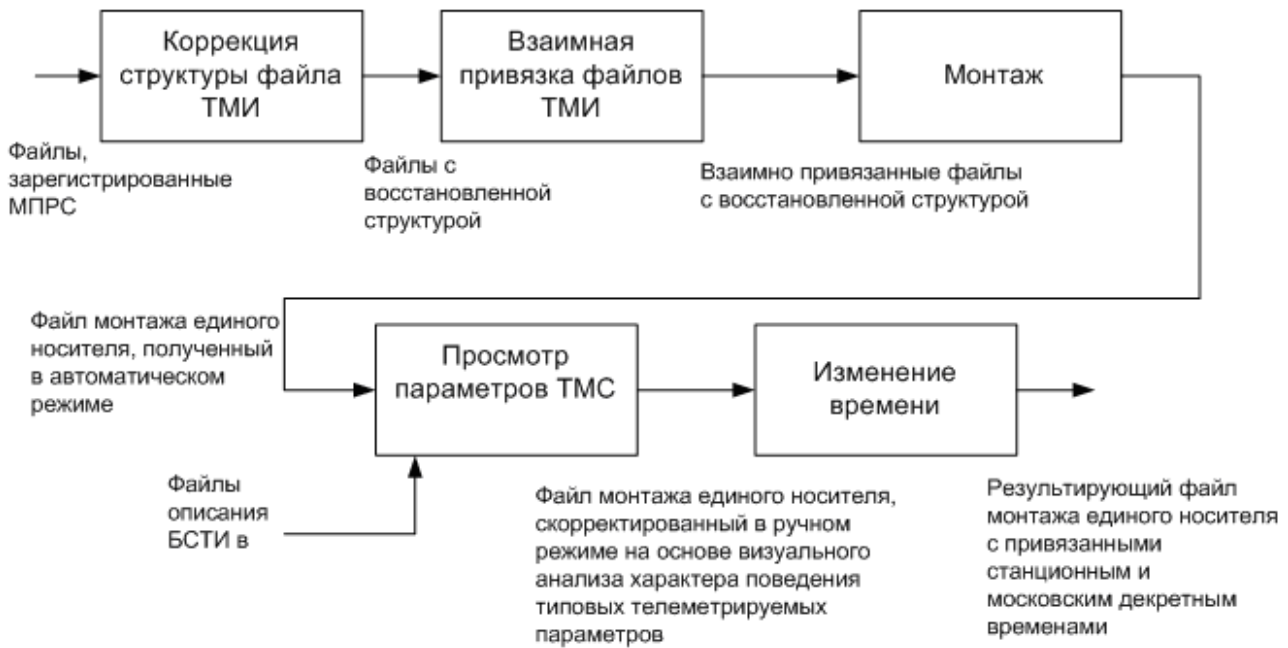 Коррекция
структуры файла
ТМИ
Взаимная
привязка файлов
ТМИ
Монтаж
Файлы,
зарегистрированные
МПРС
Файлы с
восстановленной
структурой
Взаимно привязанные файлы
с восстановленной структурой
Файл монтажа единого
носителя, полученный
в автоматическом
режиме
Просмотр
параметров ТМС
Изменение
времени
Файлы
описания
БСТИ в
Файл монтажа единого носителя,
скорректированный в ручном
режиме на основе визуального
анализа характера поведения
типовых телеметрируемых
параметров
Результирующий файл
монтажа единого носителя
с привязанными
станционным и
московским декретным
временами